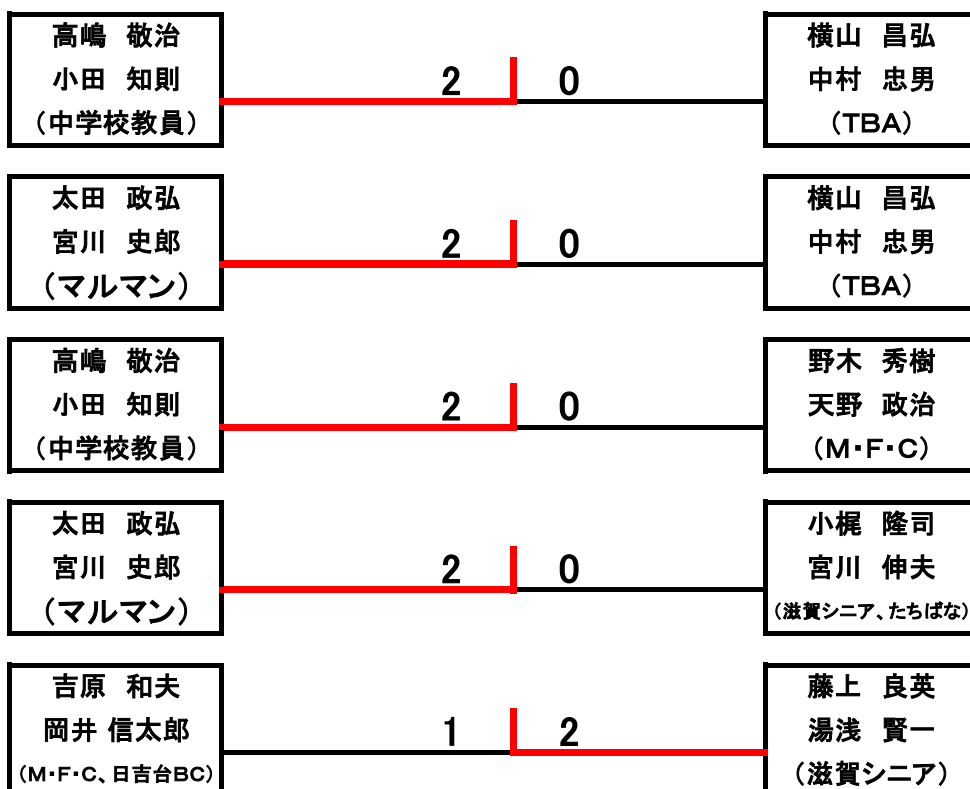 高嶋 敬治
小田 知則
（中学校教員）
2 0
横山 昌弘
中村 忠男
（TBA）
太田 政弘
宮川 史郎
（マルマン）
2 0
横山 昌弘
中村 忠男
（TBA）
高嶋 敬治
小田 知則
（中学校教員）
2 0
野木 秀樹
天野 政治
（M・F・C）
太田 政弘
宮川 史郎
（マルマン）
2 0
小梶 隆司
宮川 伸夫
（滋賀シニア、たちばな）
吉原 和夫
岡井 信太郎
（M・F・C、日吉台BC）
1 2
藤上 良英
湯浅 賢一
（滋賀シニア）